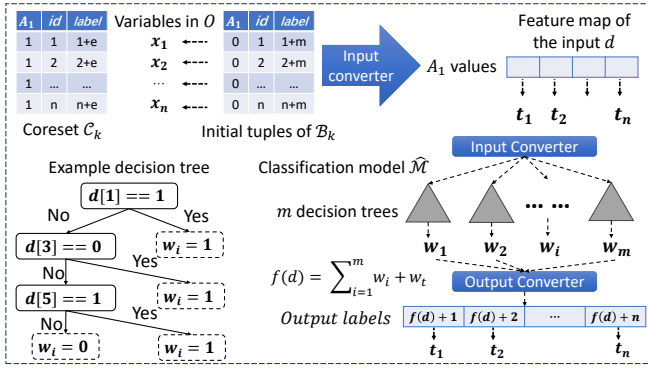 A₁ id label
1 1 1+e
1 2 2+e
1 ... ...
1 n n+e
Coreset 𝒞ₖ
Variables in O
x₁
x₂
...
xₙ
A₁ id label
0 1 1+m
0 2 2+m
0 ... ...
0 n n+m
Initial tuples of ℬₖ
Input
converter
Feature map of
the input d
A₁ values
t₁ t₂ tₙ
Example decision tree
d[1] == 1
No Yes
d[3] == 0 wᵢ = 1
No Yes
d[5] == 1 wᵢ = 1
No Yes
wᵢ = 0 wᵢ = 1
Classification model ℳ̂
Input Converter
m decision trees
... ...
w₁ w₂ wᵢ wₘ
f(d) = ∑ᵢ₌₁ᵐ wᵢ + wₜ
Output Converter
Output labels
f(d) + 1 f(d) + 2 ... f(d) + n
t₁ t₂ tₙ